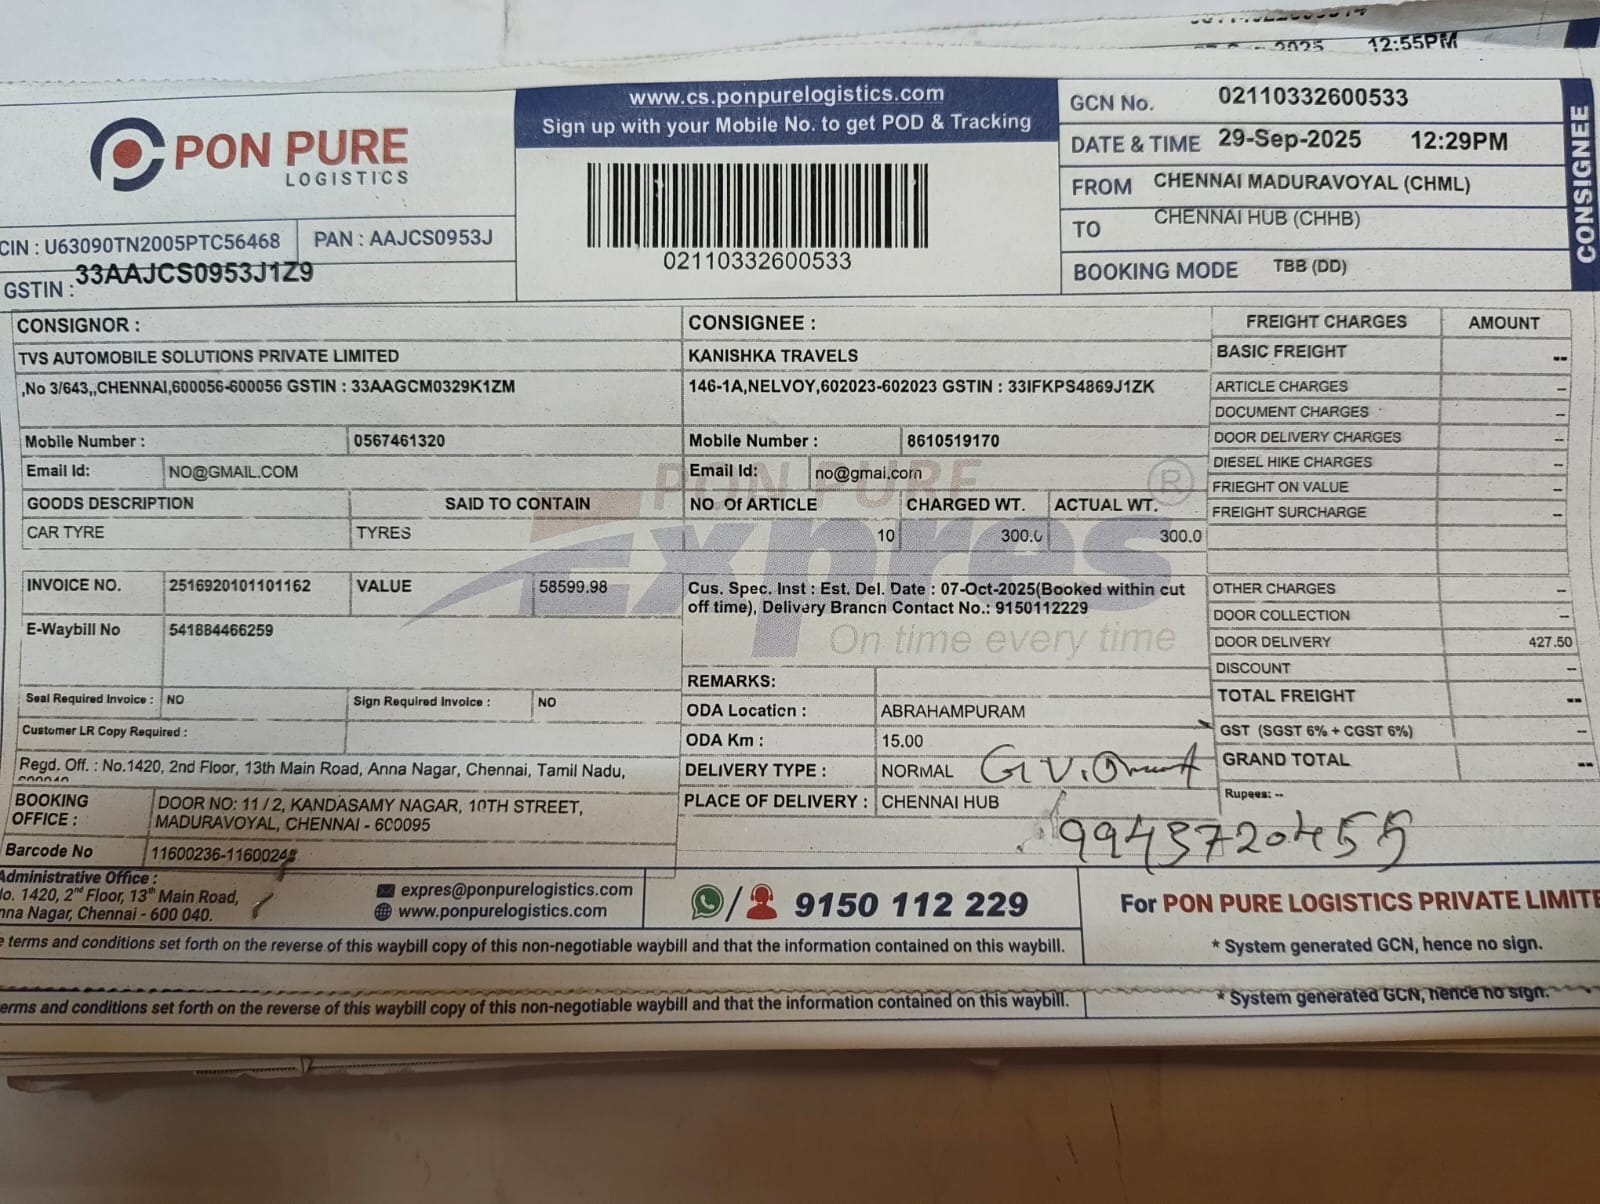 2025 12:55PM
PON PURE
LOGISTICS
www.cs.ponpurelogistics.com
Sign up with your Mobile No. to get POD & Tracking
02110332600533
GCN No. 02110332600533
DATE & TIME 29-Sep-2025 12:29PM
FROM CHENNAI MADURAVOYAL (CHML)
TO CHENNAI HUB (CHHB)
BOOKING MODE TBB (DD)
CONSIGNEE
CIN : U63090TN2005PTC56468 PAN : AAJCS0953J
GSTIN : 33AAJCS0953J1Z9
CONSIGNOR :
TVS AUTOMOBILE SOLUTIONS PRIVATE LIMITED
,No 3/643,,CHENNAI,600056-600056 GSTIN : 33AAGCM0329K1ZM
Mobile Number : 0567461320
Email Id: NO@GMAIL.COM
CONSIGNEE :
KANISHKA TRAVELS
146-1A,NELVOY,602023-602023 GSTIN : 33IFKPS4869J1ZK
Mobile Number : 8610519170
Email Id: no@gmai.com
GOODS DESCRIPTION SAID TO CONTAIN NO. Of ARTICLE CHARGED WT. ACTUAL WT.
CAR TYRE TYRES 10 300.0 300.0
PON PURE
Expres
On time every time
INVOICE NO. 2516920101101162 VALUE 58599.98
E-Waybill No 541884466259
Seal Required Invoice : NO Sign Required Invoice : NO
Customer LR Copy Required :
Regd. Off. : No.1420, 2nd Floor, 13th Main Road, Anna Nagar, Chennai, Tamil Nadu,
BOOKING OFFICE : DOOR NO: 11 / 2, KANDASAMY NAGAR, 10TH STREET,
MADURAVOYAL, CHENNAI - 600095
Barcode No 11600236-11600245
Cus. Spec. Inst : Est. Del. Date : 07-Oct-2025(Booked within cut
off time), Delivery Branch Contact No.: 9150112229
REMARKS:
ODA Location : ABRAHAMPURAM
ODA Km : 15.00
DELIVERY TYPE : NORMAL
PLACE OF DELIVERY : CHENNAI HUB
FREIGHT CHARGES AMOUNT
BASIC FREIGHT --
ARTICLE CHARGES --
DOCUMENT CHARGES --
DOOR DELIVERY CHARGES --
DIESEL HIKE CHARGES --
FRIEGHT ON VALUE --
FREIGHT SURCHARGE --
OTHER CHARGES --
DOOR COLLECTION --
DOOR DELIVERY 427.50
DISCOUNT --
TOTAL FREIGHT --
GST (SGST 6% + CGST 6%) --
GRAND TOTAL --
Rupees: --
9943720455
Administrative Office :
No. 1420, 2nd Floor, 13th Main Road,
Anna Nagar, Chennai - 600 040.
expres@ponpurelogistics.com
www.ponpurelogistics.com
9150 112 229
For PON PURE LOGISTICS PRIVATE LIMITE
* System generated GCN, hence no sign.
terms and conditions set forth on the reverse of this waybill copy of this non-negotiable waybill and that the information contained on this waybill.
terms and conditions set forth on the reverse of this waybill copy of this non-negotiable waybill and that the information contained on this waybill.
* System generated GCN, hence no sign.